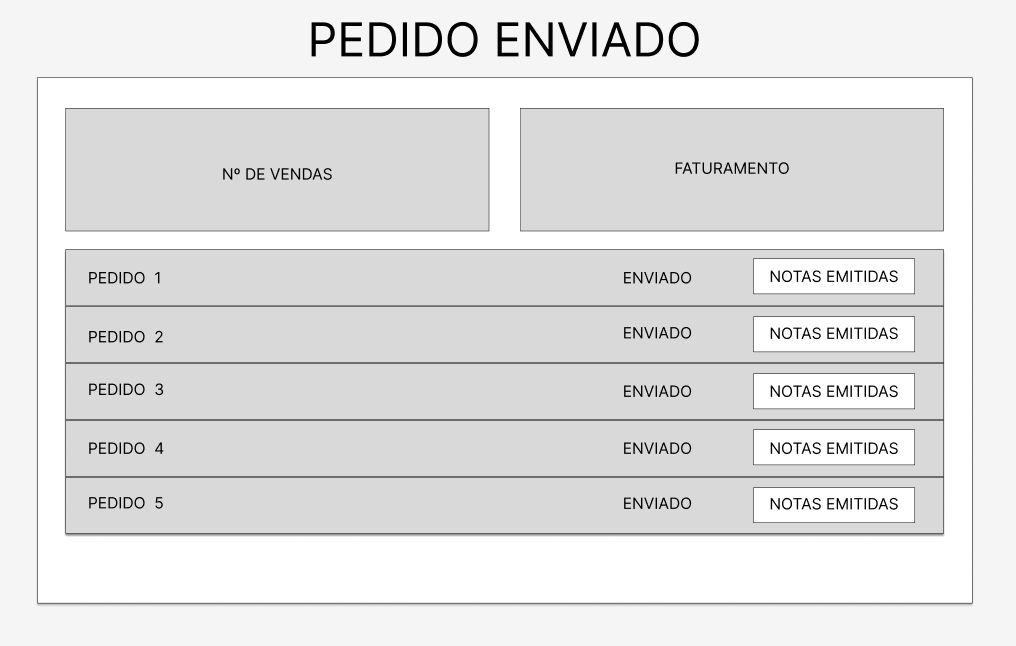 PEDIDO ENVIADO
Nº DE VENDAS
FATURAMENTO
PEDIDO 1 ENVIADO NOTAS EMITIDAS
PEDIDO 2 ENVIADO NOTAS EMITIDAS
PEDIDO 3 ENVIADO NOTAS EMITIDAS
PEDIDO 4 ENVIADO NOTAS EMITIDAS
PEDIDO 5 ENVIADO NOTAS EMITIDAS